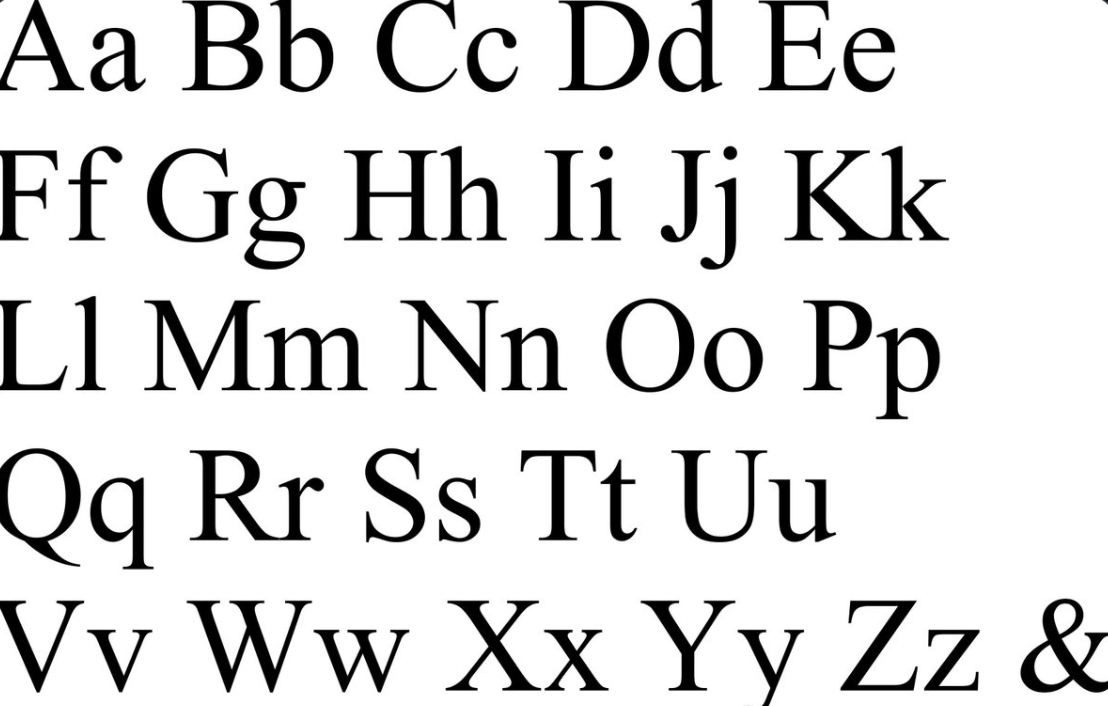 Aa Bb Cc Dd Ee
Ff Gg Hh Ii Jj Kk
Ll Mm Nn Oo Pp
Qq Rr Ss Tt Uu
Vv Ww Xx Yy Zz &